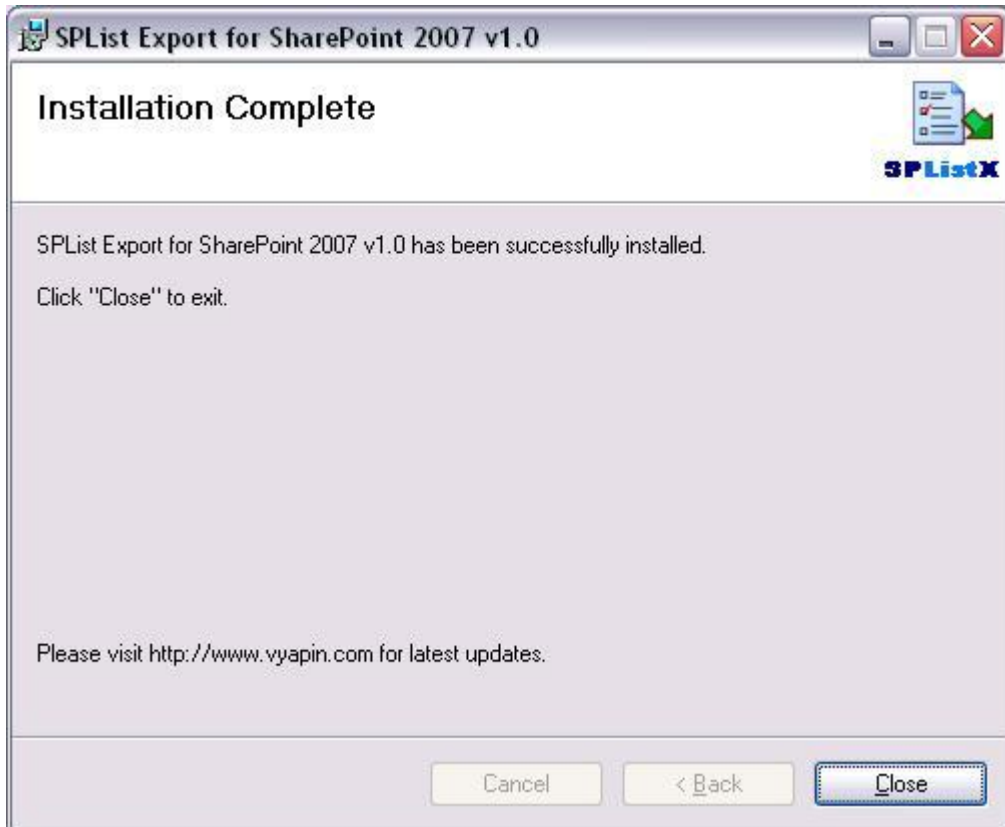 SPList Export for SharePoint 2007 v1.0
Installation Complete
SPListX
SPList Export for SharePoint 2007 v1.0 has been successfully installed.
Click "Close" to exit.
Please visit http://www.vyapin.com for latest updates.
Cancel
< Back
Close